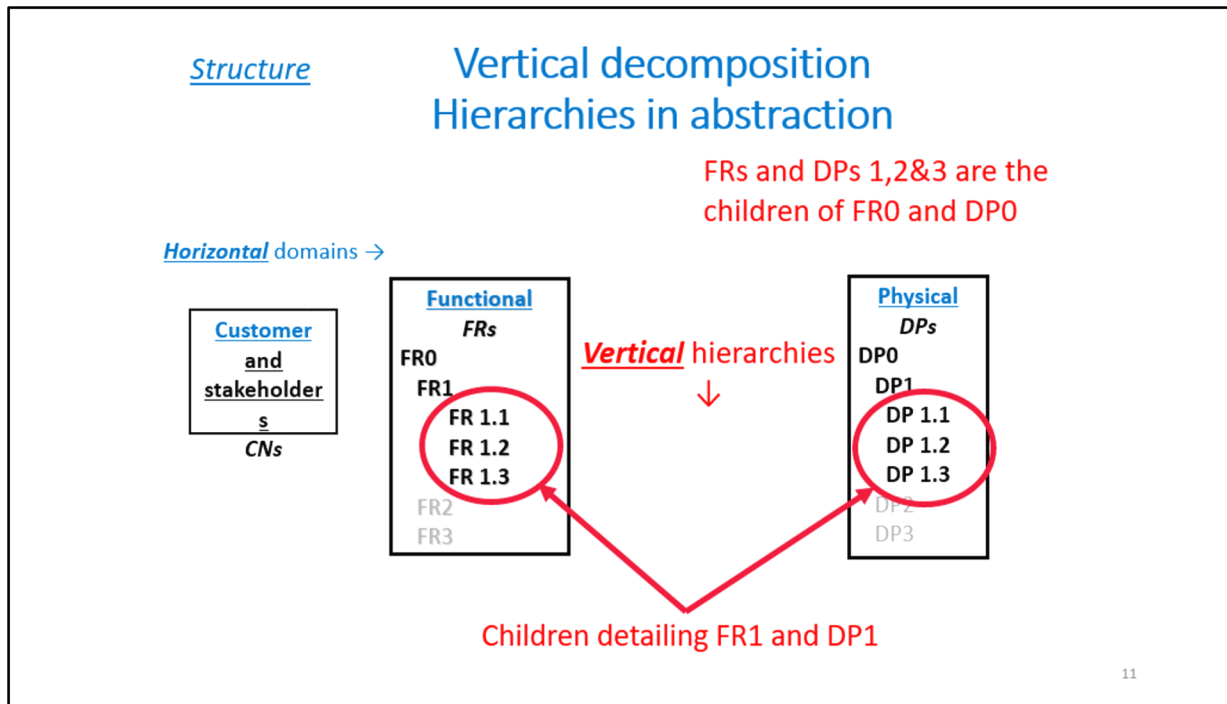 Structure
Vertical decomposition
Hierarchies in abstraction
FRs and DPs 1,2&3 are the
children of FR0 and DP0
Horizontal domains →
Customer
and
stakeholder
s
CNs
Functional
FRs
FR0
FR1
FR 1.1
FR 1.2
FR 1.3
FR2
FR3
Vertical hierarchies
↓
Physical
DPs
DP0
DP1
DP 1.1
DP 1.2
DP 1.3
DP2
DP3
Children detailing FR1 and DP1
11